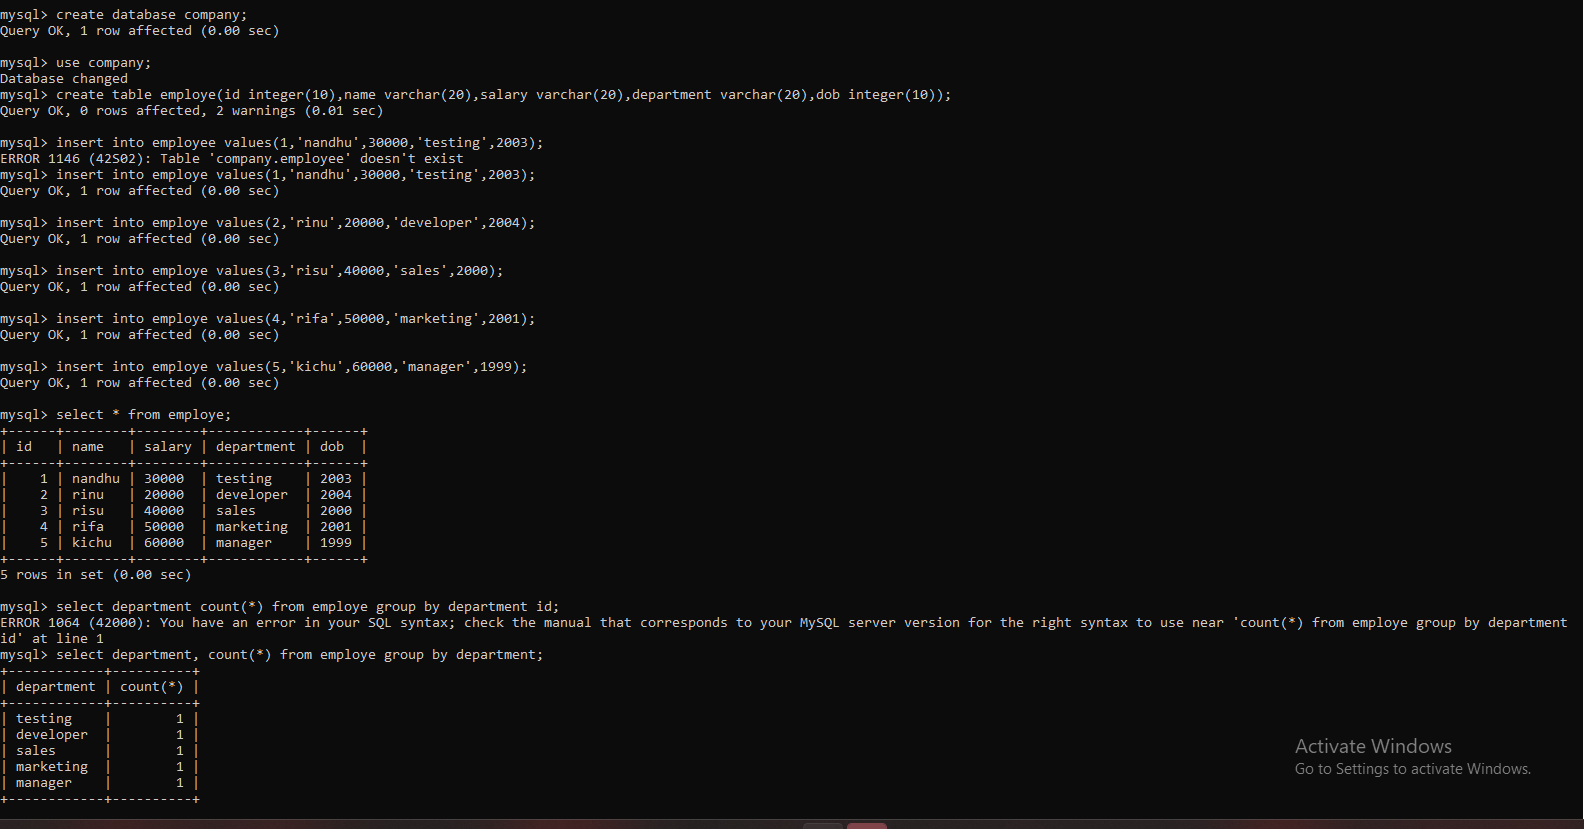 mysql> create database company;
Query OK, 1 row affected (0.00 sec)

mysql> use company;
Database changed
mysql> create table employe(id integer(10),name varchar(20),salary varchar(20),department varchar(20),dob integer(10));
Query OK, 0 rows affected, 2 warnings (0.01 sec)

mysql> insert into employee values(1,'nandhu',30000,'testing',2003);
ERROR 1146 (42S02): Table 'company.employee' doesn't exist
mysql> insert into employe values(1,'nandhu',30000,'testing',2003);
Query OK, 1 row affected (0.00 sec)

mysql> insert into employe values(2,'rinu',20000,'developer',2004);
Query OK, 1 row affected (0.00 sec)

mysql> insert into employe values(3,'risu',40000,'sales',2000);
Query OK, 1 row affected (0.00 sec)

mysql> insert into employe values(4,'rifa',50000,'marketing',2001);
Query OK, 1 row affected (0.00 sec)

mysql> insert into employe values(5,'kichu',60000,'manager',1999);
Query OK, 1 row affected (0.00 sec)

mysql> select * from employe;
+------+--------+--------+------------+------+
| id   | name   | salary | department | dob  |
+------+--------+--------+------------+------+
|    1 | nandhu | 30000  | testing    | 2003 |
|    2 | rinu   | 20000  | developer  | 2004 |
|    3 | risu   | 40000  | sales      | 2000 |
|    4 | rifa   | 50000  | marketing  | 2001 |
|    5 | kichu  | 60000  | manager    | 1999 |
+------+--------+--------+------------+------+
5 rows in set (0.00 sec)

mysql> select department count(*) from employe group by department id;
ERROR 1064 (42000): You have an error in your SQL syntax; check the manual that corresponds to your MySQL server version for the right syntax to use near 'count(*) from employe group by department
id' at line 1
mysql> select department, count(*) from employe group by department;
+------------+----------+
| department | count(*) |
+------------+----------+
| testing    |        1 |
| developer  |        1 |
| sales      |        1 |
| marketing  |        1 |
| manager    |        1 |
+------------+----------+
Activate Windows
Go to Settings to activate Windows.